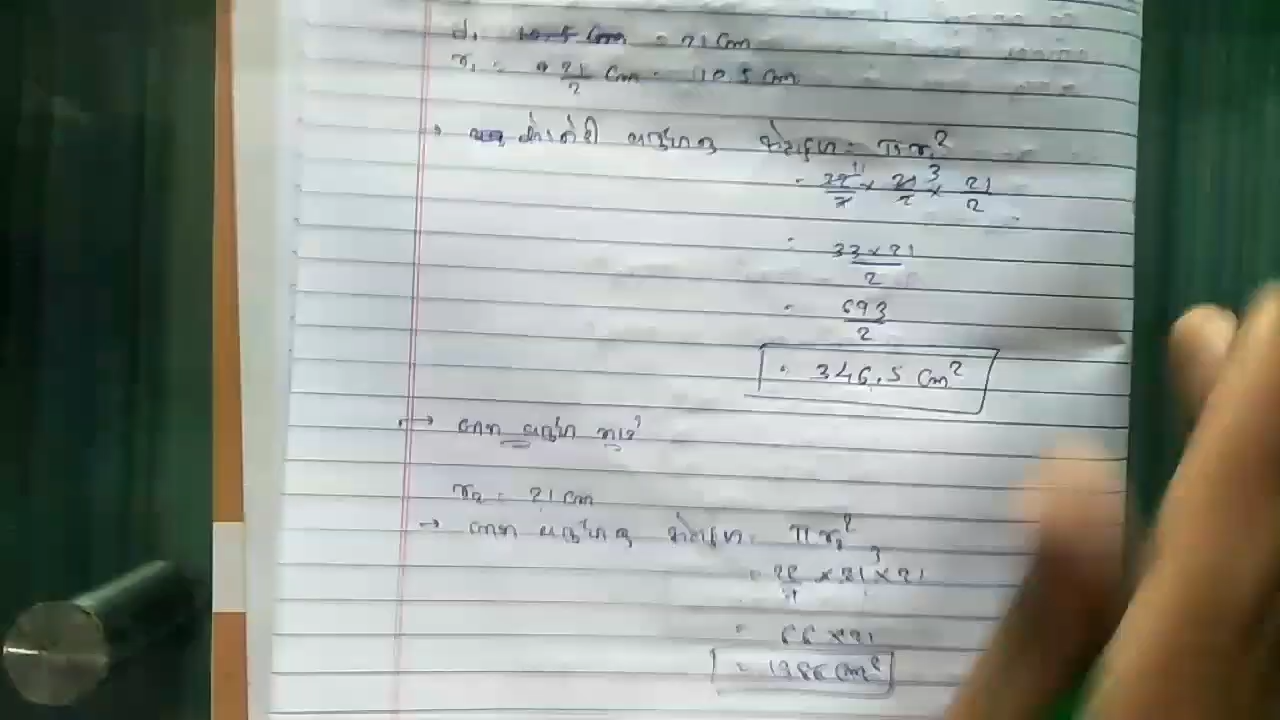 d₁ = 21 cm
r₁ = 21/2 cm = 10.5 cm
→ સોનેરી વર્તુળનું ક્ષેત્રફળ = πr₁²
= 22/7 × 21/2 × 21/2
= 33 × 21 / 2
= 693/2
= 346.5 cm²
→ લાલ વર્તુળ માટે
r₂ = 21 cm
→ લાલ વર્તુળનું ક્ષેત્રફળ = πr₂²
= 22/7 × 21 × 21
= 66 × 21
= 1386 cm²